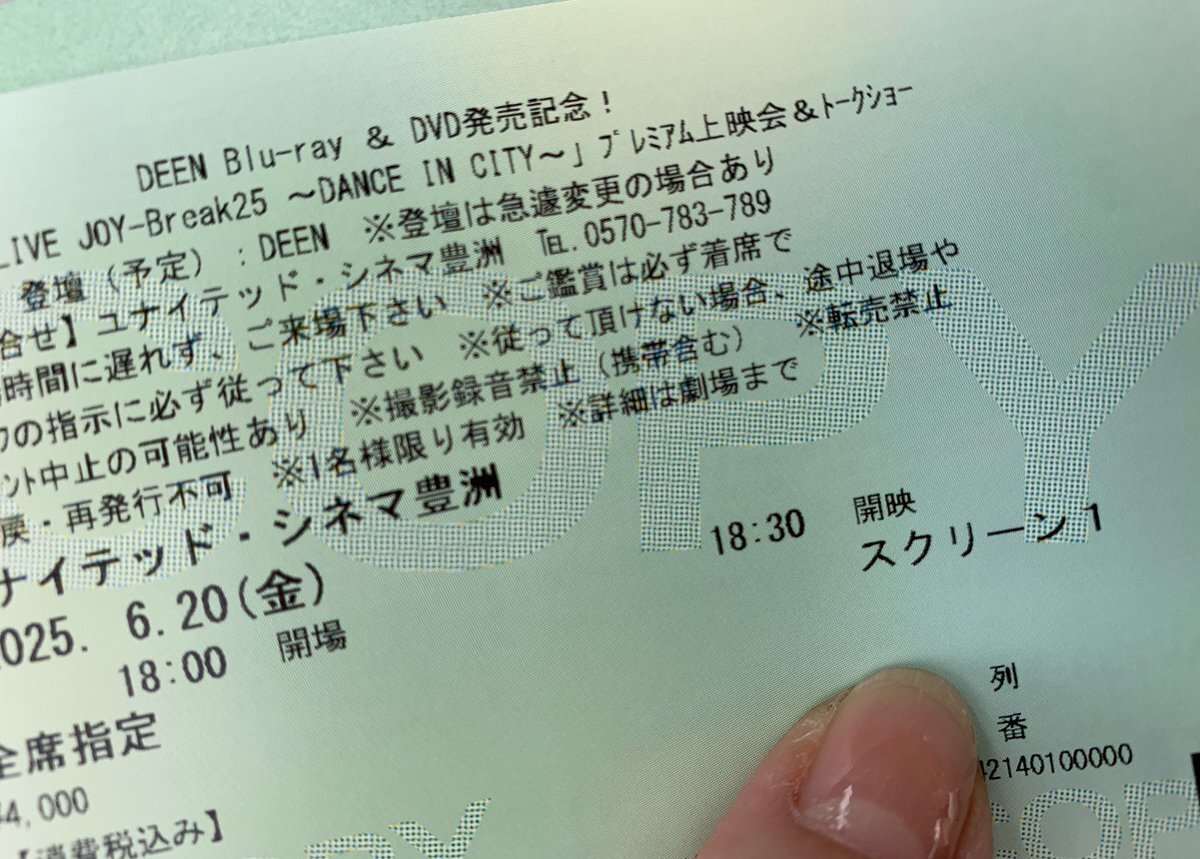 DEEN Blu-ray & DVD発売記念！
LIVE JOY-Break25 ～DANCE IN CITY～」ﾌﾟﾚﾐｱﾑ上映会＆ﾄｰｸｼｮｰ
登壇（予定）：DEEN ※登壇は急遽変更の場合あり
合せ】ユナイテッド・シネマ豊洲 ℡.0570-783-789
時間に遅れず、ご来場下さい ※ご鑑賞は必ず着席で
の指示に必ず従って下さい ※従って頂けない場合、途中退場や
ﾝﾄ中止の可能性あり ※撮影録音禁止（携帯含む） ※転売禁止
戻・再発行不可 ※1名様限り有効 ※詳細は劇場まで
ナイテッド・シネマ豊洲
2025. 6.20(金)
18:00 開場
18:30 開映
スクリーン1
全席指定
¥4,000
【消費税込み】
列
番
42140100000
COPY
COPY
COP